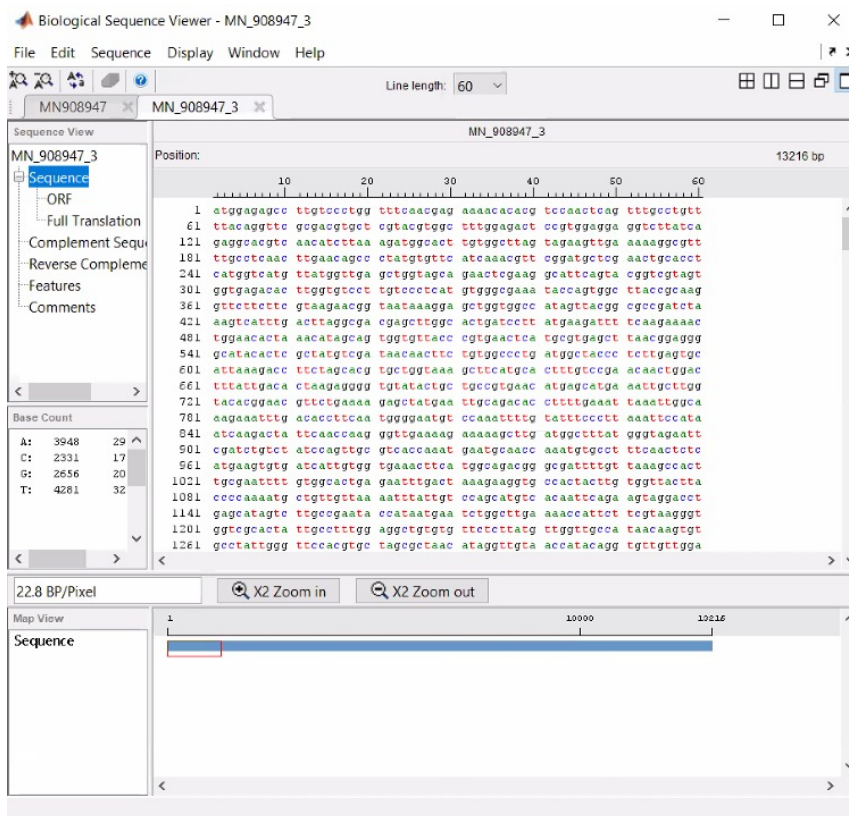 Biological Sequence Viewer - MN_908947_3
File Edit Sequence Display Window Help
Line length: 60
MN908947 MN_908947_3
Sequence View
MN_908947_3
Sequence
ORF
Full Translation
Complement Sequ
Reverse Compleme
Features
Comments
Base Count
A: 3948 29
C: 2331 17
G: 2656 20
T: 4281 32
MN_908947_3
Position: 13216 bp
10 20 30 40 50 60
1 atggagagcc ttgtccctgg tttcaacgag aaaacacacg tccaactcag tttgcctgtt
61 ttacaggttc gcgacgtgct cgtacgtggc tttggagact ccgtggagga ggtcttatca
121 gaggcacgtc aacatcttaa agatggcact tgtggcttag tagaagttga aaaaggcgtt
181 ttgcctcaac ttgaacagcc ctatgtgttc atcaaacgtt cggatgctcg aactgcacct
241 catggtcatg ttatggttga gctggtagca gaactcgaag gcattcagta cggtcgtagt
301 ggtgagacac ttggtgtcct tgtccctcat gtgggcgaaa taccagtggc ttaccgcaag
361 gttcttcttc gtaagaacgg taataaagga gctggtggcc atagttacgg cgccgatcta
421 aagtcatttg acttaggcga cgagcttggc actgatcctt atgaagattt tcaagaaaac
481 tggaacacta aacatagcag tggtgttacc cgtgaactca tgcgtgagct taacggaggg
541 gcatacactc gctatgtcga taacaacttc tgtggccctg atggctaccc tcttgagtgc
601 attaaagacc ttctagcacg tgctggtaaa gcttcatgca ctttgtccga acaactggac
661 tttattgaca ctaagagggg tgtatactgc tgccgtgaac atgagcatga aattgcttgg
721 tacacggaac gttctgaaaa gagctatgaa ttgcagacac cttttgaaat taaattggca
781 aagaaatttg acaccttcaa tggggaatgt ccaaattttg tatttccctt aaattccata
841 atcaagacta ttcaaccaag ggttgaaaag aaaaagcttg atggctttat gggtagaatt
901 cgatctgtct atccagttgc gtcaccaaat gaatgcaacc aaatgtgcct ttcaactctc
961 atgaagtgtg atcattgtgg tgaaacttca tggcagacgg gcgattttgt taaagccact
1021 tgcgaatttt gtggcactga gaatttgact aaagaaggtg ccactacttg tggttactta
1081 ccccaaaatg ctgttgttaa aatttattgt ccagcatgtc acaattcaga agtaggacct
1141 gagcatagtc ttgccgaata ccataatgaa tctggcttga aaaccattct tcgtaagggt
1201 ggtcgcacta ttgcctttgg aggctgtgtg ttctcttatg ttggttgcca taacaagtgt
1261 gcctattggg ttccacgtgc tagcgctaac ataggttgta accatacagg tgttgttgga
22.8 BP/Pixel X2 Zoom in X2 Zoom out
Map View
Sequence
1 10000 13216